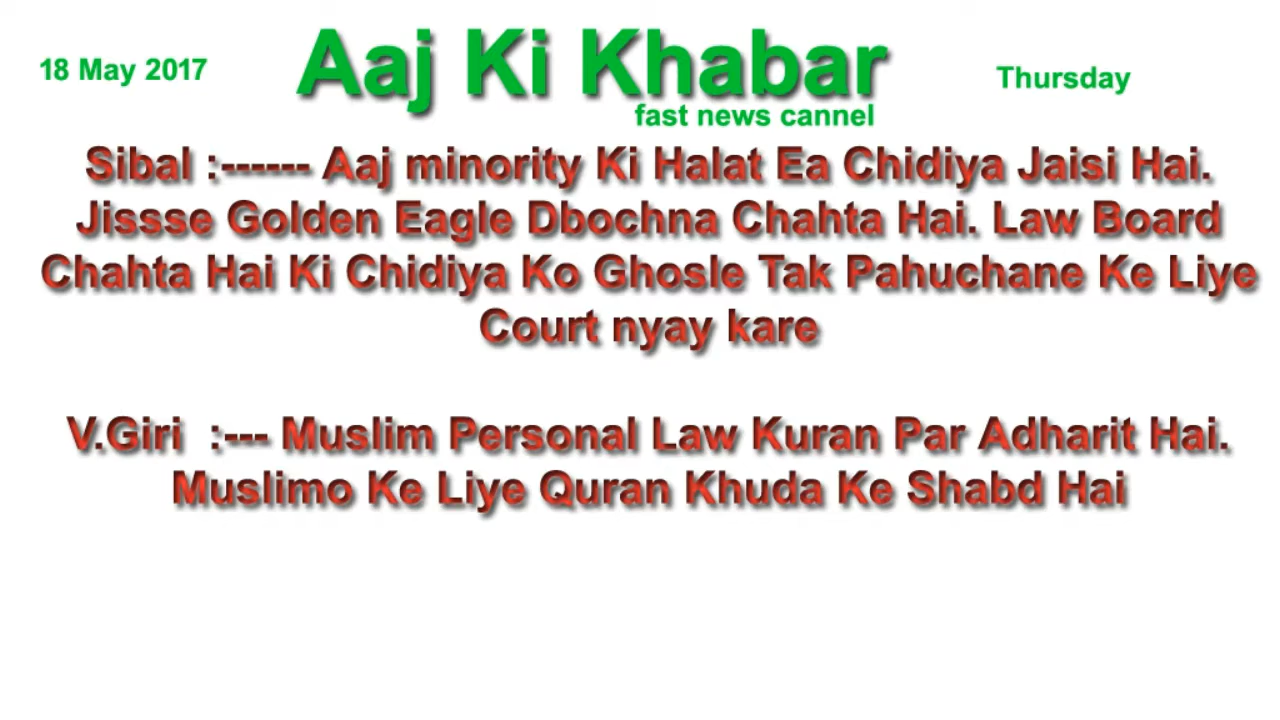 18 May 2017
Aaj Ki Khabar
Thursday
fast news cannel
Sibal :------ Aaj minority Ki Halat Ea Chidiya Jaisi Hai.
Jissse Golden Eagle Dbochna Chahta Hai. Law Board
Chahta Hai Ki Chidiya Ko Ghosle Tak Pahuchane Ke Liye
Court nyay kare
V.Giri :--- Muslim Personal Law Kuran Par Adharit Hai.
Muslimo Ke Liye Quran Khuda Ke Shabd Hai